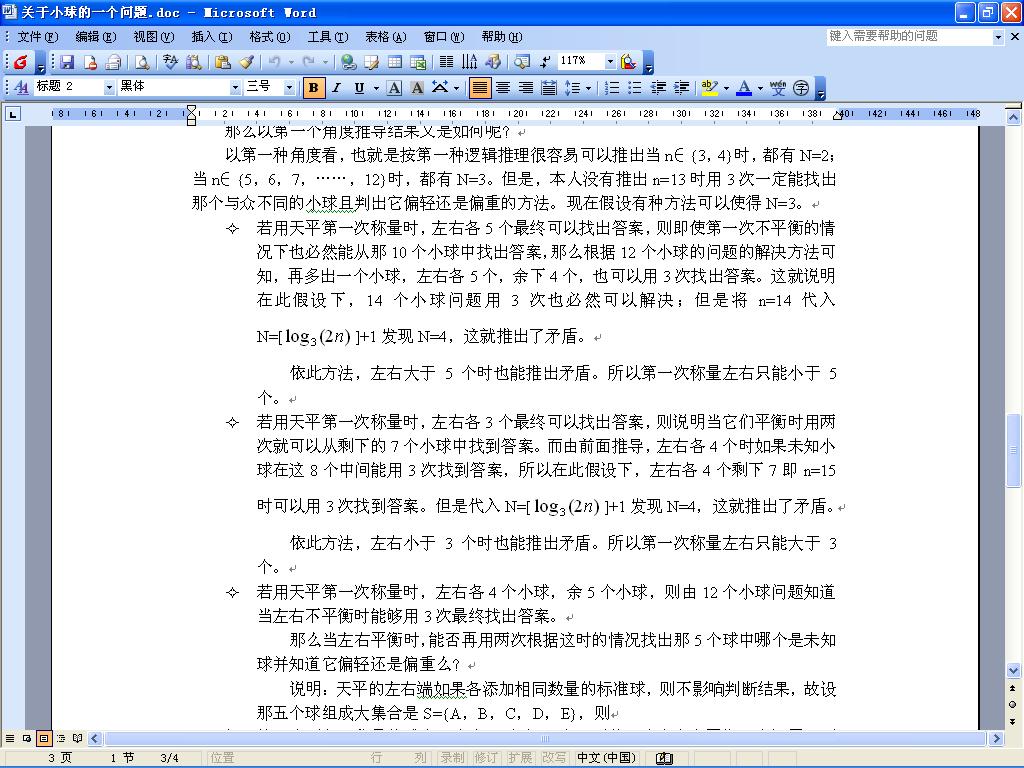 关于小球的一个问题.doc - Microsoft Word
文件(F) 编辑(E) 视图(V) 插入(I) 格式(O) 工具(T) 表格(A) 窗口(W) 帮助(H) 键入需要帮助的问题
117%
标题 2 黑体 三号 B I U A A
8 6 4 2 2 4 6 8 10 12 14 16 18 20 22 24 26 28 30 32 34 36 38 40 42 44 46 48
那么以第一个角度推导结果又是如何呢？
以第一种角度看，也就是按第一种逻辑推理很容易可以推出当 n∈{3，4}时，都有 N=2；
当 n∈{5，6，7，……，12}时，都有 N=3。但是，本人没有推出 n=13 时用 3 次一定能找出
那个与众不同的小球且判出它偏轻还是偏重的方法。现在假设有种方法可以使得 N=3。
✧ 若用天平第一次称量时，左右各 5 个最终可以找出答案，则即使第一次不平衡的情
况下也必然能从那 10 个小球中找出答案，那么根据 12 个小球的问题的解决方法可
知，再多出一个小球，左右各 5 个，余下 4 个，也可以用 3 次找出答案。这就说明
在此假设下，14 个小球问题用 3 次也必然可以解决；但是将 n=14 代入
N=[ log₃(2n) ]+1 发现 N=4，这就推出了矛盾。
依此方法，左右大于 5 个时也能推出矛盾。所以第一次称量左右只能小于 5
个。
✧ 若用天平第一次称量时，左右各 3 个最终可以找出答案，则说明当它们平衡时用两
次就可以从剩下的 7 个小球中找到答案。而由前面推导，左右各 4 个时如果未知小
球在这 8 个中间能用 3 次找到答案，所以在此假设下，左右各 4 个剩下 7 即 n=15
时可以用 3 次找到答案。但是代入 N=[ log₃(2n) ]+1 发现 N=4，这就推出了矛盾。
依此方法，左右小于 3 个时也能推出矛盾。所以第一次称量左右只能大于 3
个。
✧ 若用天平第一次称量时，左右各 4 个小球，余 5 个小球，则由 12 个小球问题知道
当左右不平衡时能够用 3 次最终找出答案。
那么当左右平衡时，能否再用两次根据这时的情况找出那 5 个球中哪个是未知
球并知道它偏轻还是偏重么？
说明：天平的左右端如果各添加相同数量的标准球，则不影响判断结果，故设
那五个球组成大集合是 S={A，B，C，D，E}，则
3 页 1 节 3/4 位置 行 列 录制 修订 扩展 改写 中文(中国)